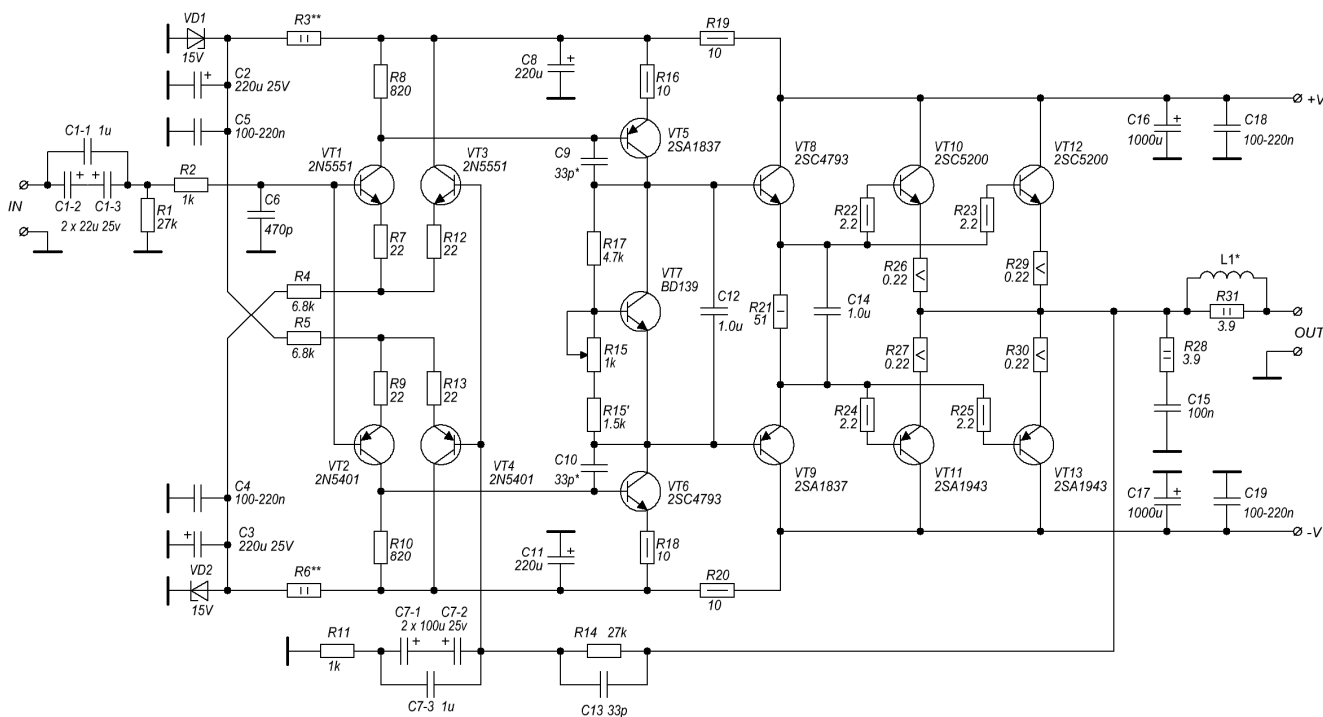 VD1
15V
R3**
R19
10
C2
220u 25V
R8
820
C8
220u
+
R16
10
C5
100-220n
VT5
2SA1837
+V
C1-1 1u
R2
1k
VT1
2N5551
VT3
2N5551
C9
33p*
VT8
2SC4793
VT10
2SC5200
VT12
2SC5200
C16
1000u
+
C18
100-220n
IN
+
+
C1-2
C1-3
2 x 22u 25v
R1
27k
C6
470p
R7
22
R12
22
R22
2.2
R23
2.2
R17
4.7k
R4
6.8k
R5
6.8k
VT7
BD139
C12
1.0u
R21
51
C14
1.0u
R26
0.22
R29
0.22
L1*
R31
3.9
OUT
R15
1k
R27
0.22
R30
0.22
R28
3.9
R9
22
R13
22
R15'
1.5k
R24
2.2
R25
2.2
C15
100n
VT2
2N5401
VT4
2N5401
C10
33p*
VT6
2SC4793
VT9
2SA1837
VT11
2SA1943
VT13
2SA1943
C4
100-220n
C17
1000u
+
C19
100-220n
-V
+
C3
220u 25V
R10
820
C11
220u
+
R18
10
VD2
15V
R6**
R20
10
R11
1k
C7-1
C7-2
2 x 100u 25v
+
+
R14 27k
C7-3 1u
C13 33p